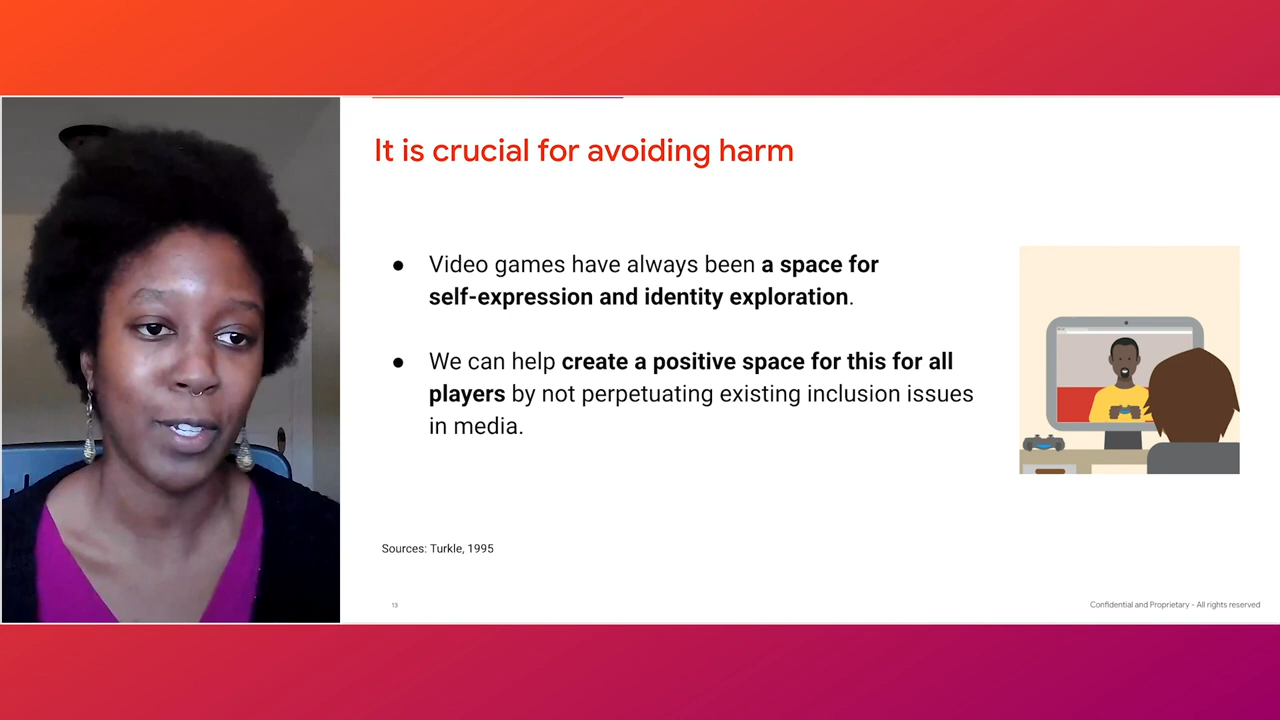 It is crucial for avoiding harm
● Video games have always been a space for
self-expression and identity exploration.
● We can help create a positive space for this for all
players by not perpetuating existing inclusion issues
in media.
Sources: Turkle, 1995
13
Confidential and Proprietary - All rights reserved